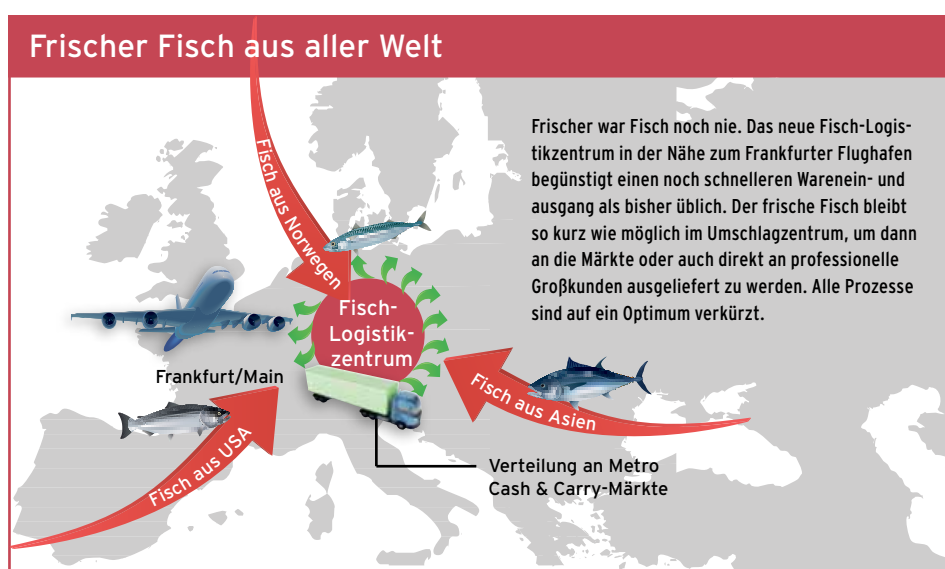 Frischer Fisch aus aller Welt
Frischer war Fisch noch nie. Das neue Fisch-Logis-
tikzentrum in der Nähe zum Frankfurter Flughafen
begünstigt einen noch schnelleren Warenein- und
ausgang als bisher üblich. Der frische Fisch bleibt
so kurz wie möglich im Umschlagzentrum, um dann
an die Märkte oder auch direkt an professionelle
Großkunden ausgeliefert zu werden. Alle Prozesse
sind auf ein Optimum verkürzt.
Fisch aus Norwegen
Fisch-
Logistik-
zentrum
Frankfurt/Main
Fisch aus Asien
Fisch aus USA
Verteilung an Metro
Cash & Carry-Märkte